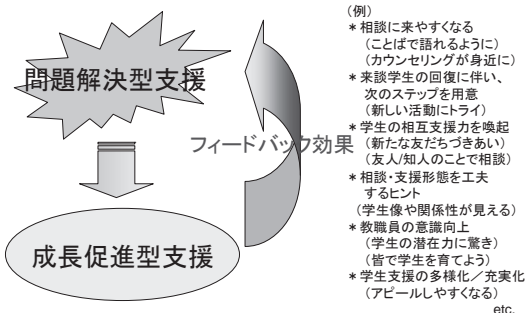 問題解決型支援
フィードバック効果
成長促進型支援
(例)
＊相談に来やすくなる
(ことばで語れるように)
(カウンセリングが身近に)
＊来談学生の回復に伴い、
次のステップを用意
(新しい活動にトライ)
＊学生の相互支援力を喚起
(新たな友だちづきあい)
(友人/知人のことで相談)
＊相談・支援形態を工夫
するヒント
(学生像や関係性が見える)
＊教職員の意識向上
(学生の潜在力に驚き)
(皆で学生を育てよう)
＊学生支援の多様化／充実化
(アピールしやすくなる)
etc.